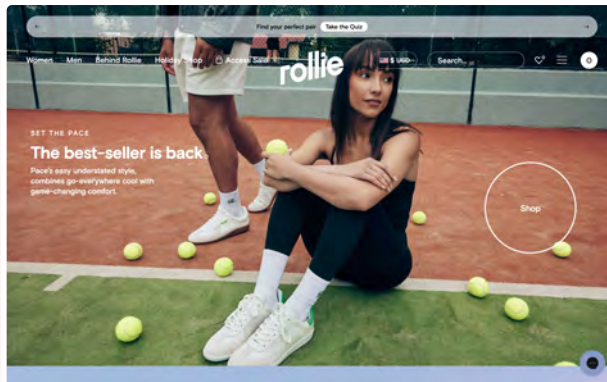 Find your perfect pair Take the Quiz
Women Men Behind Rollie Holiday Shop Access Sale
rollie
$ USD
Search...
0
SET THE PACE
The best-seller is back
Pace's easy understated style,
combines go-everywhere cool with
game-changing comfort.
Shop